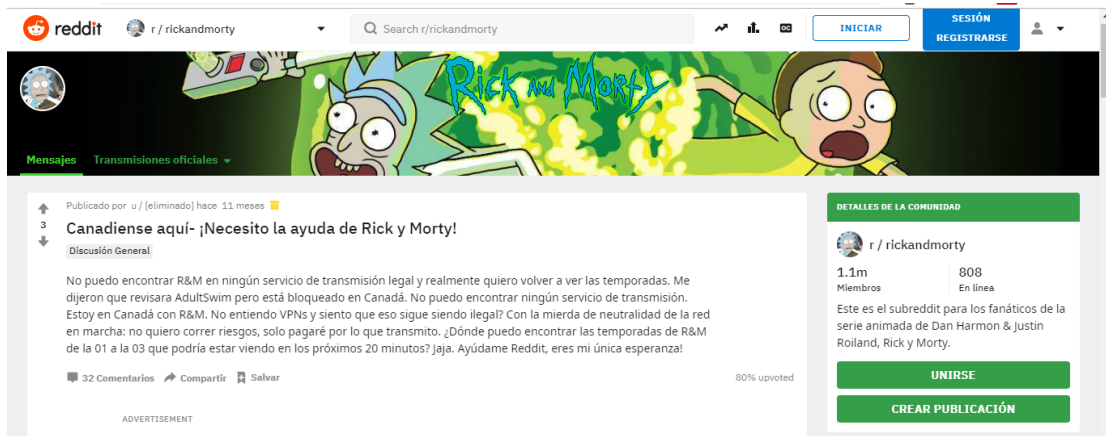 reddit
r / rickandmorty
Search r/rickandmorty
OC
INICIAR
SESIÓN
REGISTRARSE
Rick AND Morty
Mensajes Transmisiones oficiales
Publicado por u / [eliminado] hace 11 meses
3
Canadiense aquí- ¡Necesito la ayuda de Rick y Morty!
Discusión General
No puedo encontrar R&M en ningún servicio de transmisión legal y realmente quiero volver a ver las temporadas. Me
dijeron que revisara AdultSwim pero está bloqueado en Canadá. No puedo encontrar ningún servicio de transmisión.
Estoy en Canadá con R&M. No entiendo VPNs y siento que eso sigue siendo ilegal? Con la mierda de neutralidad de la red
en marcha: no quiero correr riesgos, solo pagaré por lo que transmito. ¿Dónde puedo encontrar las temporadas de R&M
de la 01 a la 03 que podría estar viendo en los próximos 20 minutos? Jaja. Ayúdame Reddit, eres mi única esperanza!
32 Comentarios Compartir Salvar 80% upvoted
ADVERTISEMENT
DETALLES DE LA COMUNIDAD
r / rickandmorty
1.1m 808
Miembros En línea
Este es el subreddit para los fanáticos de la
serie animada de Dan Harmon & Justin
Roiland, Rick y Morty.
UNIRSE
CREAR PUBLICACIÓN